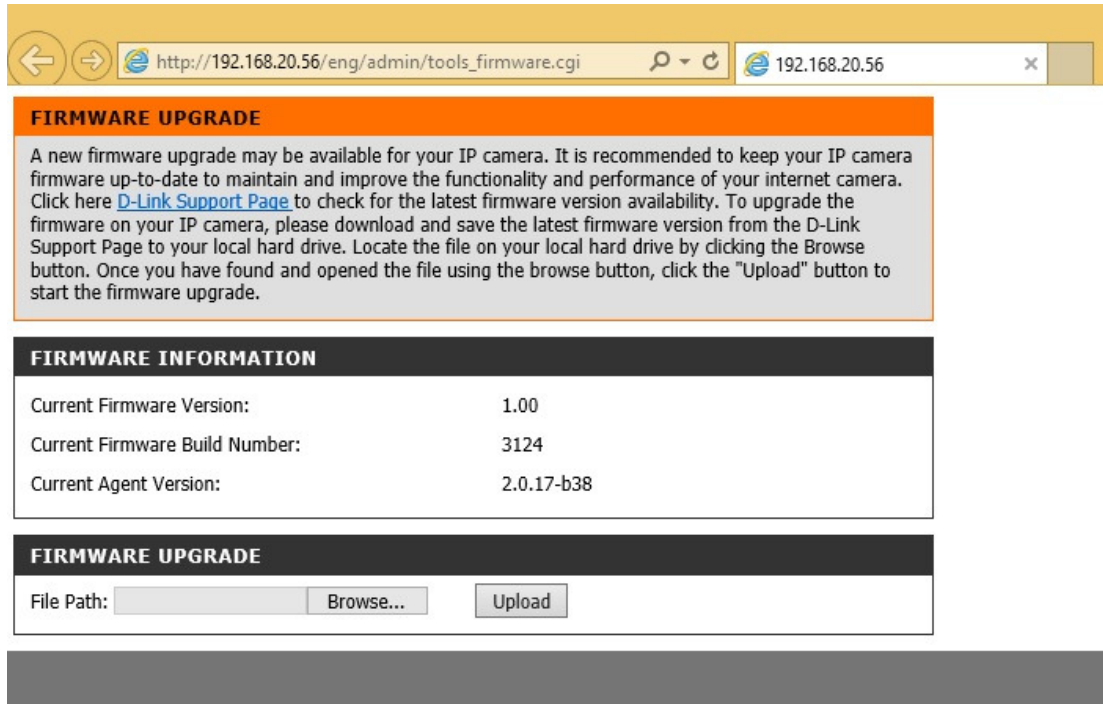 http://192.168.20.56/eng/admin/tools_firmware.cgi
192.168.20.56
FIRMWARE UPGRADE
A new firmware upgrade may be available for your IP camera. It is recommended to keep your IP camera
firmware up-to-date to maintain and improve the functionality and performance of your internet camera.
Click here D-Link Support Page to check for the latest firmware version availability. To upgrade the
firmware on your IP camera, please download and save the latest firmware version from the D-Link
Support Page to your local hard drive. Locate the file on your local hard drive by clicking the Browse
button. Once you have found and opened the file using the browse button, click the "Upload" button to
start the firmware upgrade.
FIRMWARE INFORMATION
Current Firmware Version: 1.00
Current Firmware Build Number: 3124
Current Agent Version: 2.0.17-b38
FIRMWARE UPGRADE
File Path: Browse... Upload